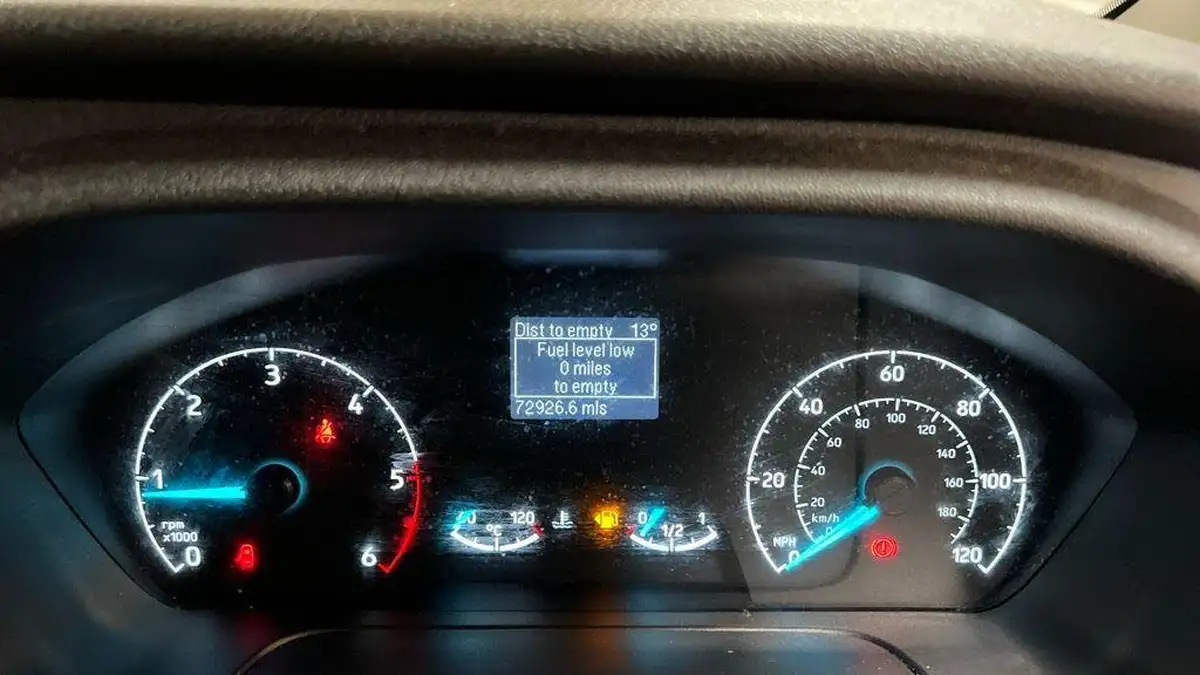 Dist to empty 13°
Fuel level low
0 miles
to empty
72926.6 mls
0
1
2
3
4
5
6
rpm
x1000
120
°C
0
1/2
1
0
20
40
60
80
100
120
MPH
20
40
60
80
100
120
140
160
180
km/h